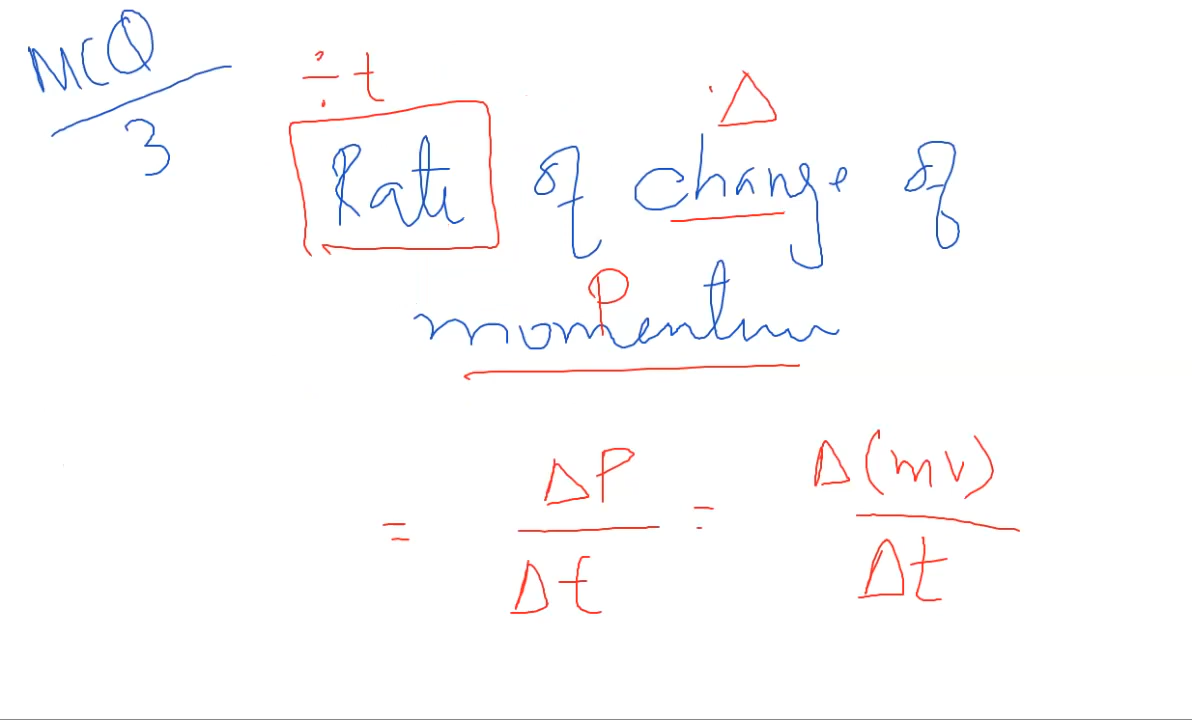 MCQ
3
÷ t
Δ
Rate of change of
P
momentum
= ΔP/Δt = Δ(mv)/Δt